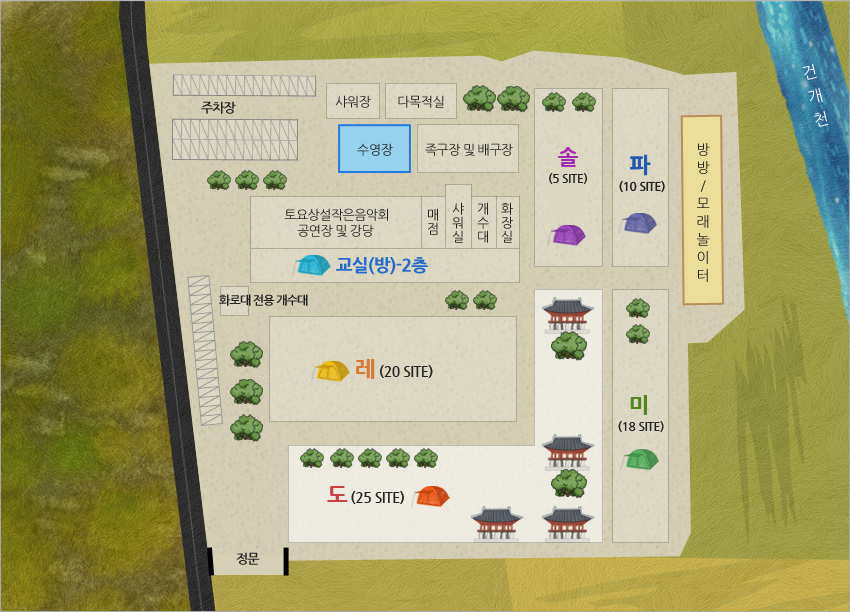 건개천
주차장
샤워장
다목적실
수영장
족구장 및 배구장
솔
(5 SITE)
파
(10 SITE)
방방/모래놀이터
토요상설작은음악회
공연장 및 강당
매점
샤워실
개수대
화장실
교실(방)-2층
화로대 전용 개수대
레 (20 SITE)
미
(18 SITE)
도 (25 SITE)
정문